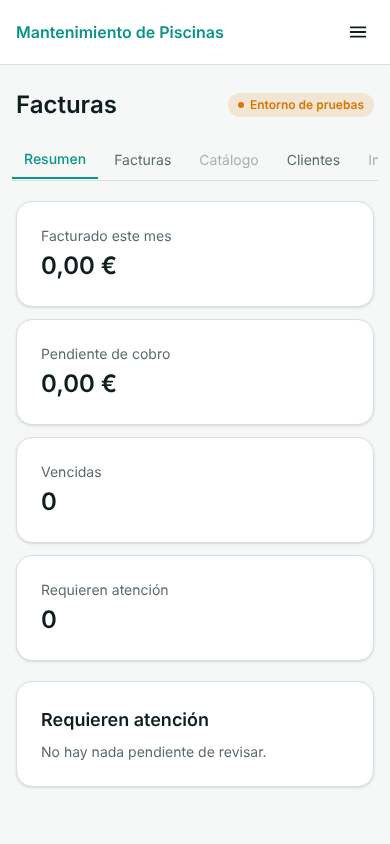 Mantenimiento de Piscinas
Facturas
Entorno de pruebas
Resumen Facturas Catálogo Clientes
Facturado este mes
0,00 €
Pendiente de cobro
0,00 €
Vencidas
0
Requieren atención
0
Requieren atención
No hay nada pendiente de revisar.